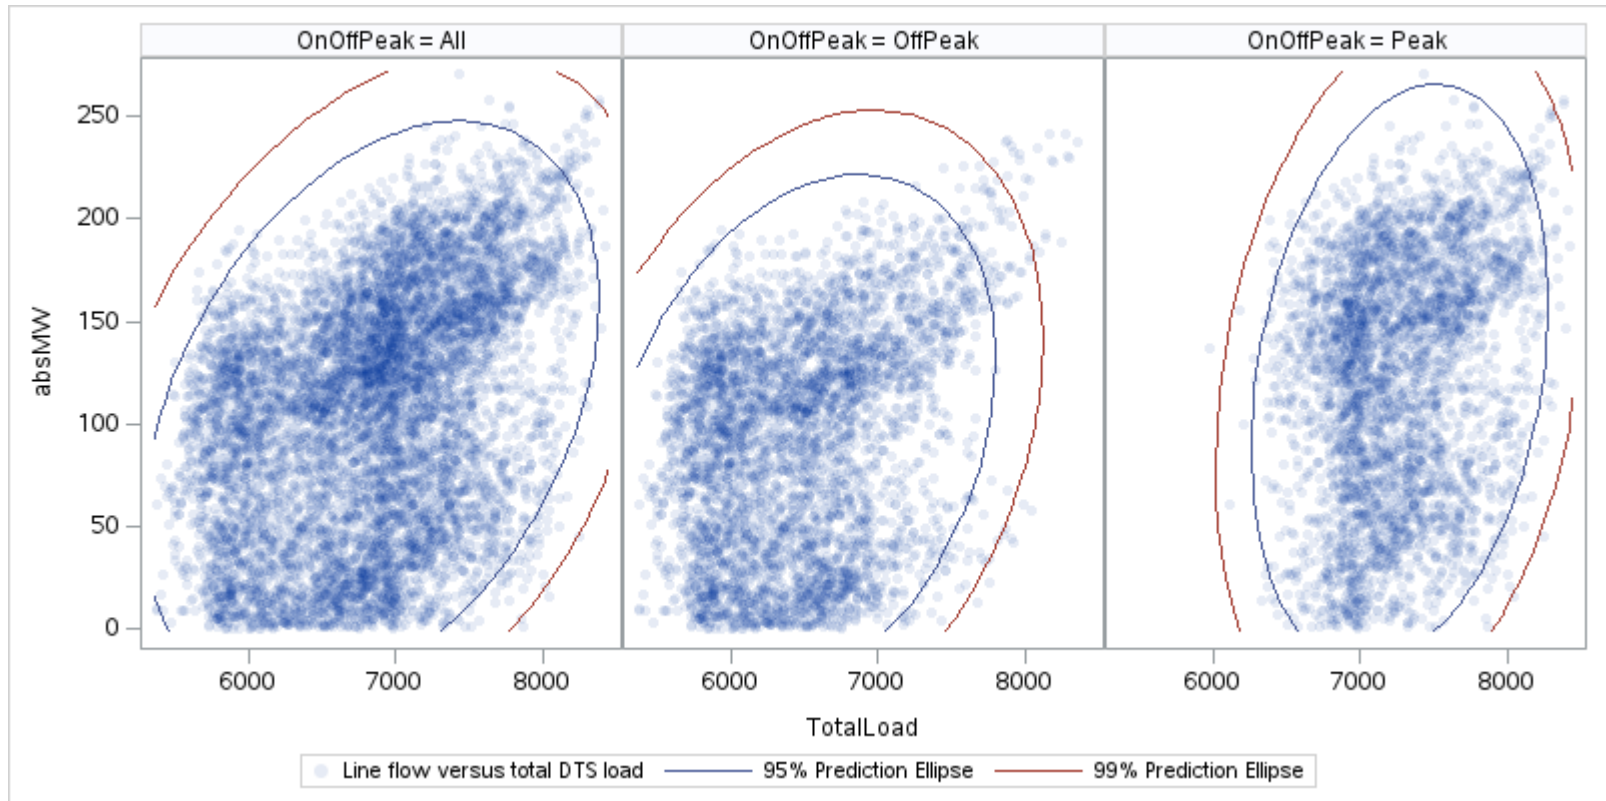 OnOffPeak = All
OnOffPeak = OffPeak
OnOffPeak = Peak
absMW
250
200
150
100
50
0
6000 7000 8000
6000 7000 8000
6000 7000 8000
TotalLoad
Line flow versus total DTS load
95% Prediction Ellipse
99% Prediction Ellipse